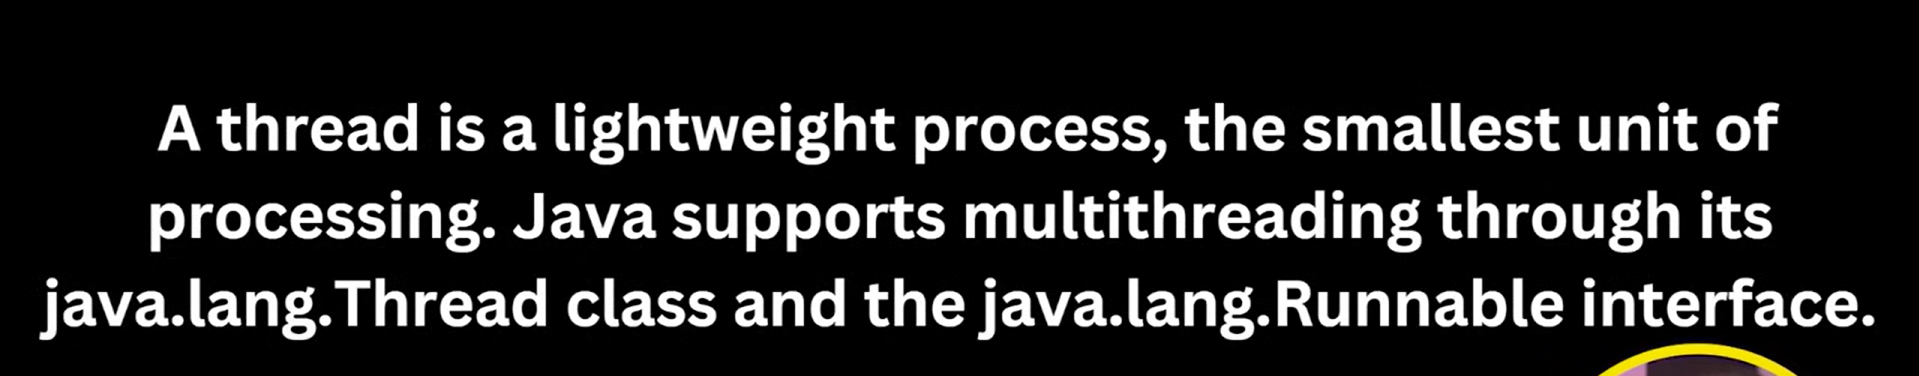 A thread is a lightweight process, the smallest unit of
processing. Java supports multithreading through its
java.lang.Thread class and the java.lang.Runnable interface.